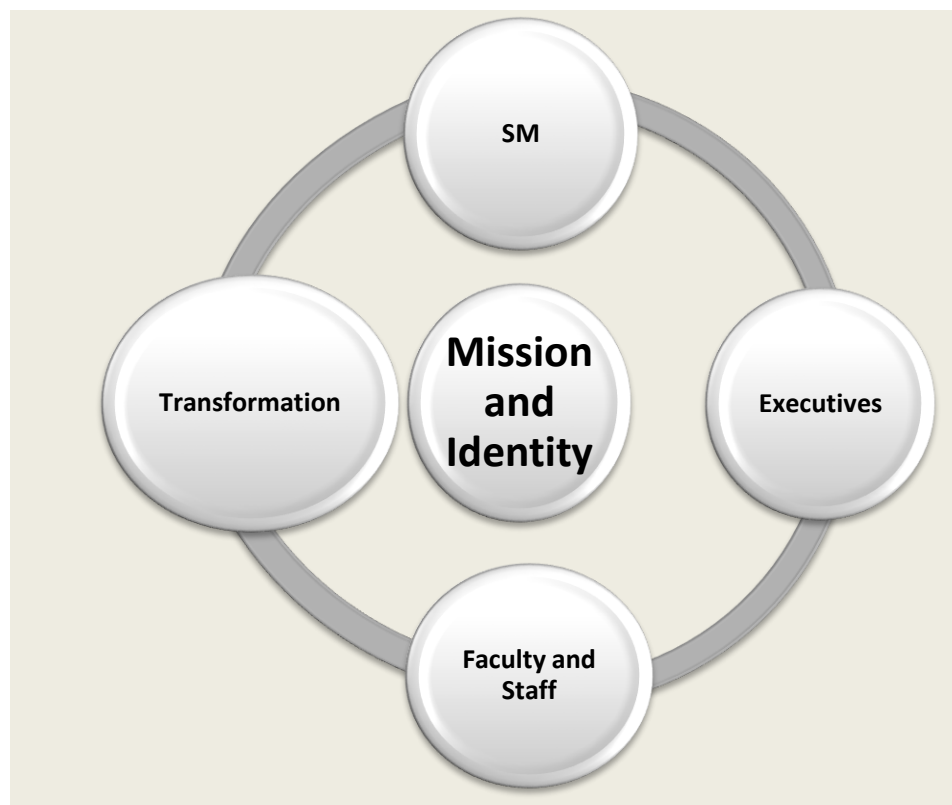 SM
Mission
and
Identity
Transformation
Executives
Faculty and
Staff